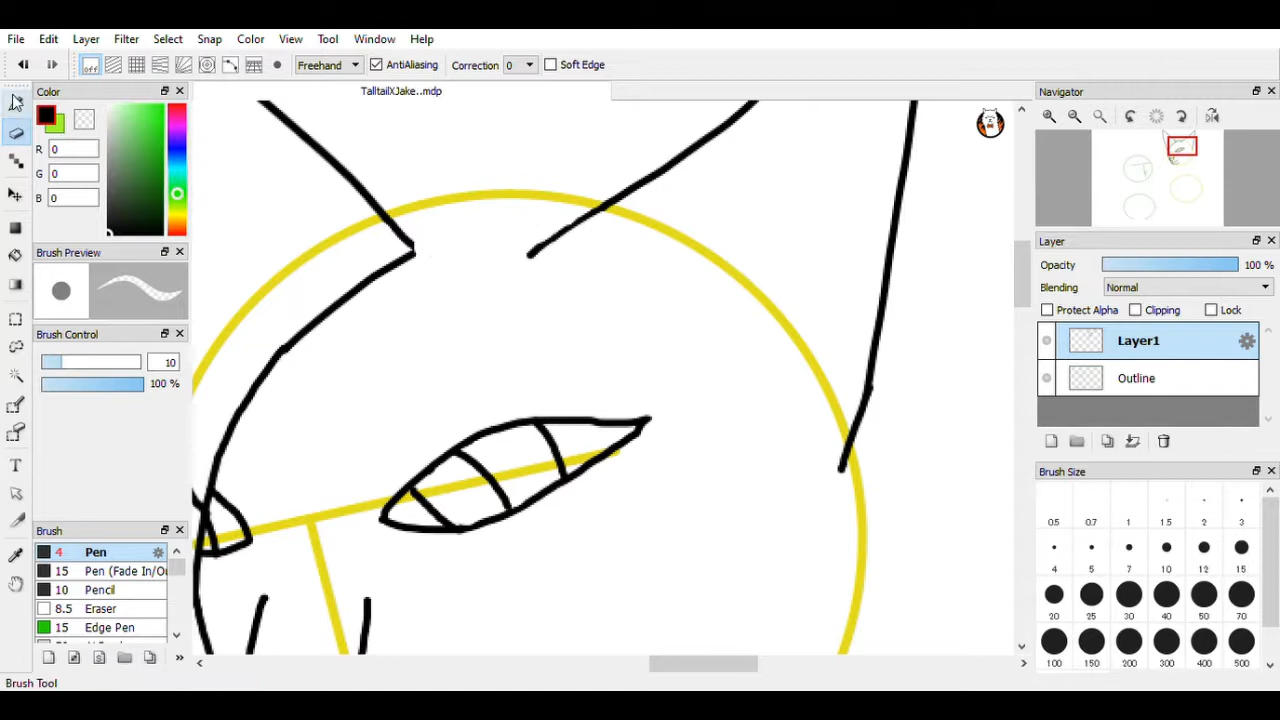 File Edit Layer Filter Select Snap Color View Tool Window Help
off Freehand AntiAliasing Correction 0 Soft Edge
Color
TalltailXJake..mdp
Navigator
R 0
G 0
B 0
Brush Preview
Layer
Opacity 100 %
Blending Normal
Protect Alpha Clipping Lock
Layer1
Outline
Brush Control
10
100 %
Brush Size
0.5 0.7 1 1.5 2 3
4 5 7 10 12 15
20 25 30 40 50 70
100 150 200 300 400 500
Brush
4 Pen
15 Pen (Fade In/Ou
10 Pencil
8.5 Eraser
15 Edge Pen
Brush Tool